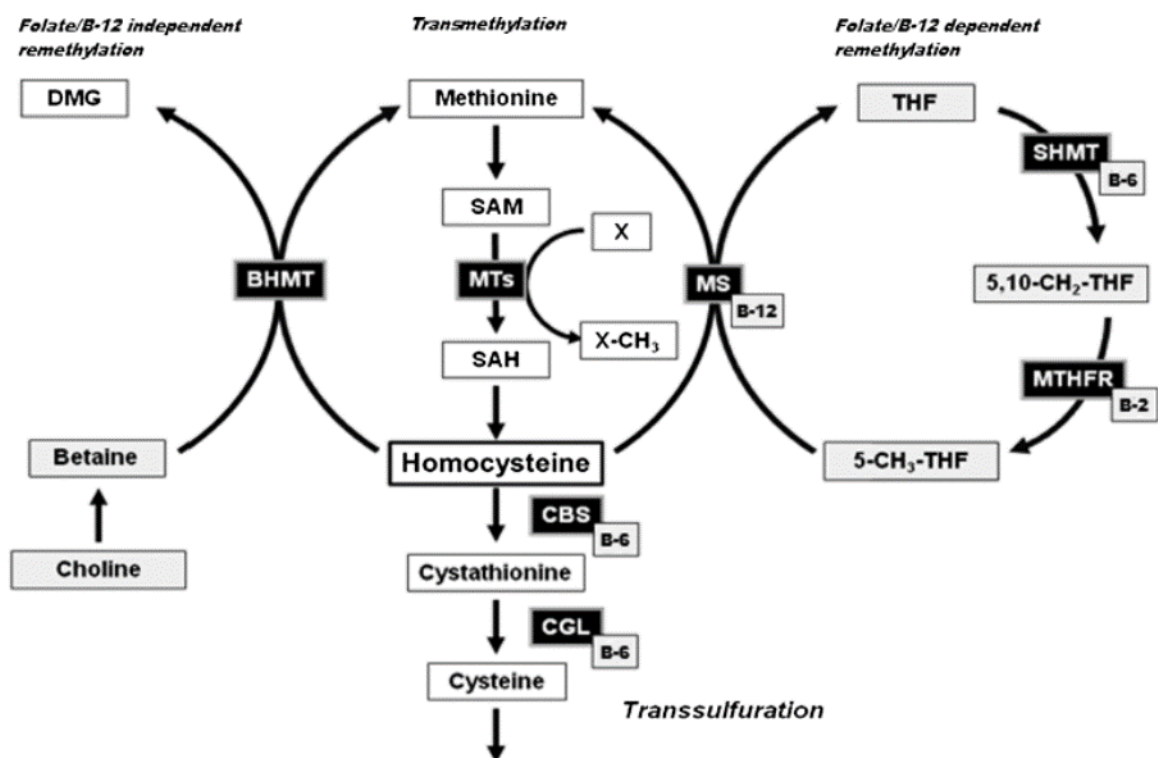 Folate/B-12 independent
remethylation
Transmethylation
Folate/B-12 dependent
remethylation
DMG
Methionine
THF
SHMT
B-6
SAM
X
BHMT
MTs
MS
B-12
5,10-CH₂-THF
X-CH₃
SAH
MTHFR
B-2
Betaine
Homocysteine
5-CH₃-THF
CBS
B-6
Choline
Cystathionine
CGL
B-6
Cysteine
Transsulfuration